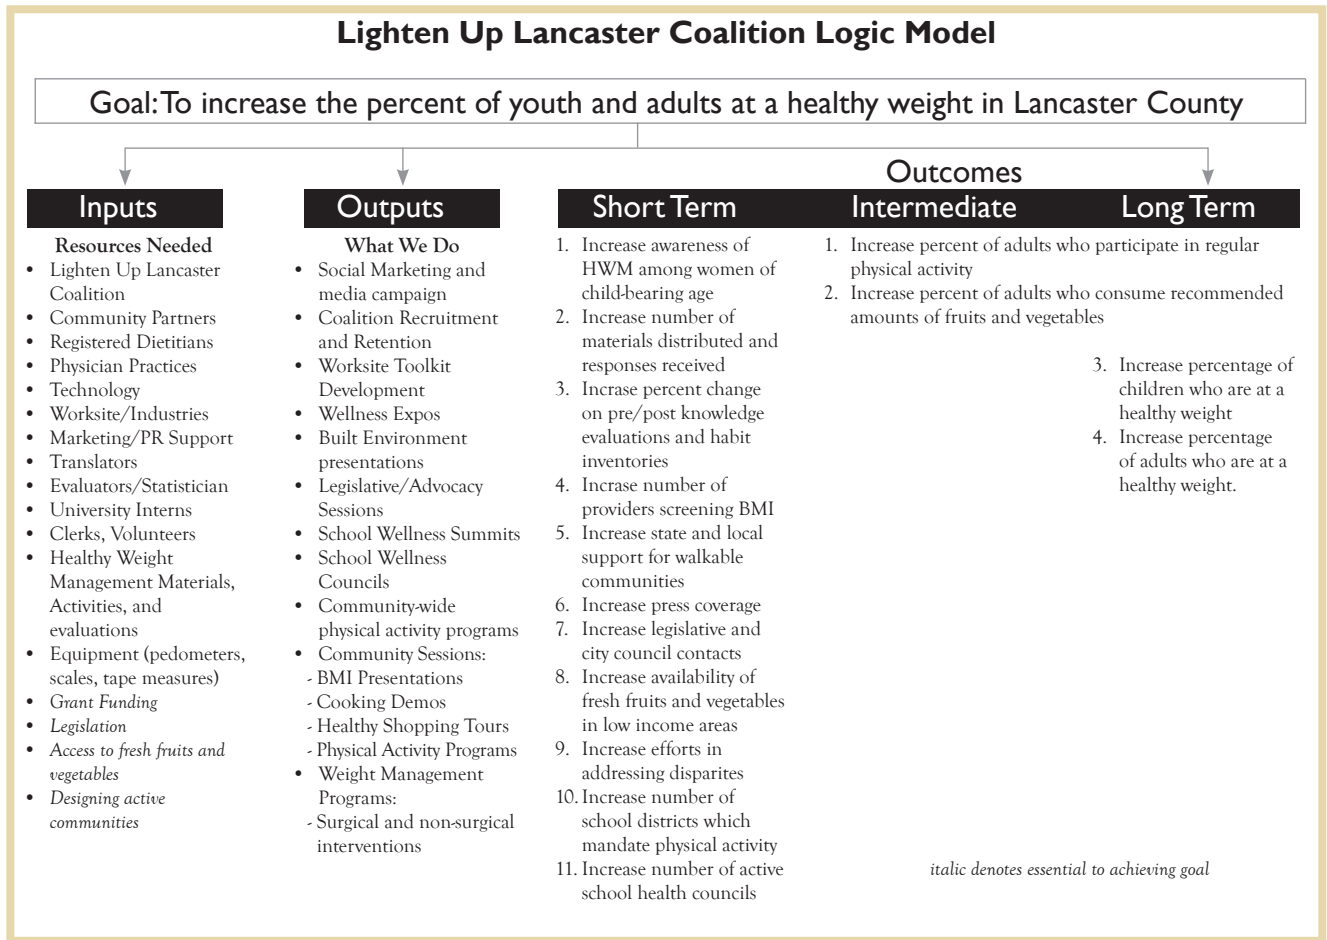 Lighten Up Lancaster Coalition Logic Model
Goal: To increase the percent of youth and adults at a healthy weight in Lancaster County
Inputs
Resources Needed
• Lighten Up Lancaster
Coalition
• Community Partners
• Registered Dietitians
• Physician Practices
• Technology
• Worksite/Industries
• Marketing/PR Support
• Translators
• Evaluators/Statistician
• University Interns
• Clerks, Volunteers
• Healthy Weight
Management Materials,
Activities, and
evaluations
• Equipment (pedometers,
scales, tape measures)
• Grant Funding
• Legislation
• Access to fresh fruits and
vegetables
• Designing active
communities
Outputs
What We Do
• Social Marketing and
media campaign
• Coalition Recruitment
and Retention
• Worksite Toolkit
Development
• Wellness Expos
• Built Environment
presentations
• Legislative/Advocacy
Sessions
• School Wellness Summits
• School Wellness
Councils
• Community-wide
physical activity programs
• Community Sessions:
- BMI Presentations
- Cooking Demos
- Healthy Shopping Tours
- Physical Activity Programs
• Weight Management
Programs:
- Surgical and non-surgical
interventions
Outcomes
Short Term
1. Increase awareness of
HWM among women of
child-bearing age
2. Increase number of
materials distributed and
responses received
3. Incrase percent change
on pre/post knowledge
evaluations and habit
inventories
4. Incrase number of
providers screening BMI
5. Increase state and local
support for walkable
communities
6. Increase press coverage
7. Increase legislative and
city council contacts
8. Increase availability of
fresh fruits and vegetables
in low income areas
9. Increase efforts in
addressing disparites
10. Increase number of
school districts which
mandate physical activity
11. Increase number of active
school health councils
Intermediate
Long Term
1. Increase percent of adults who participate in regular
physical activity
2. Increase percent of adults who consume recommended
amounts of fruits and vegetables
3. Increase percentage of
children who are at a
healthy weight
4. Increase percentage
of adults who are at a
healthy weight.
italic denotes essential to achieving goal